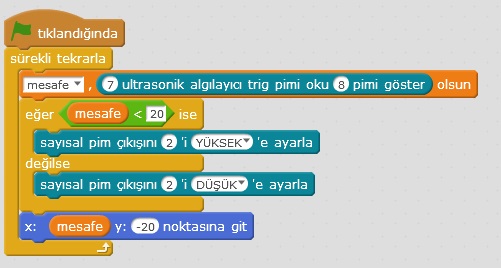 tıklandığında
sürekli tekrarla
mesafe , 7 ultrasonik algılayıcı trig pimi oku 8 pimi göster olsun
eğer mesafe < 20 ise
sayısal pim çıkışını 2 'i YÜKSEK 'e ayarla
değilse
sayısal pim çıkışını 2 'i DÜŞÜK 'e ayarla
x: mesafe y: -20 noktasına git